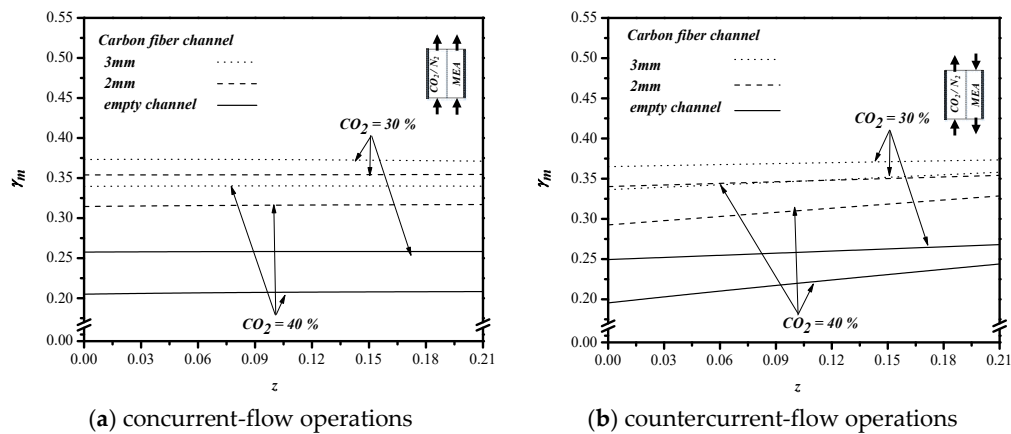 0.55
0.50
0.45
0.40
0.35
0.30
0.25
0.20
0.00
γm
Carbon fiber channel
3mm
2mm
empty channel
CO2/ N2
MEA
CO2 = 30 %
CO2 = 40 %
0.00 0.03 0.06 0.09 0.12 0.15 0.18 0.21
z
(a) concurrent-flow operations
0.55
0.50
0.45
0.40
0.35
0.30
0.25
0.20
0.00
γm
Carbon fiber channel
3mm
2mm
empty channel
CO2/ N2
MEA
CO2 = 30 %
CO2 = 40 %
0.00 0.03 0.06 0.09 0.12 0.15 0.18 0.21
z
(b) countercurrent-flow operations